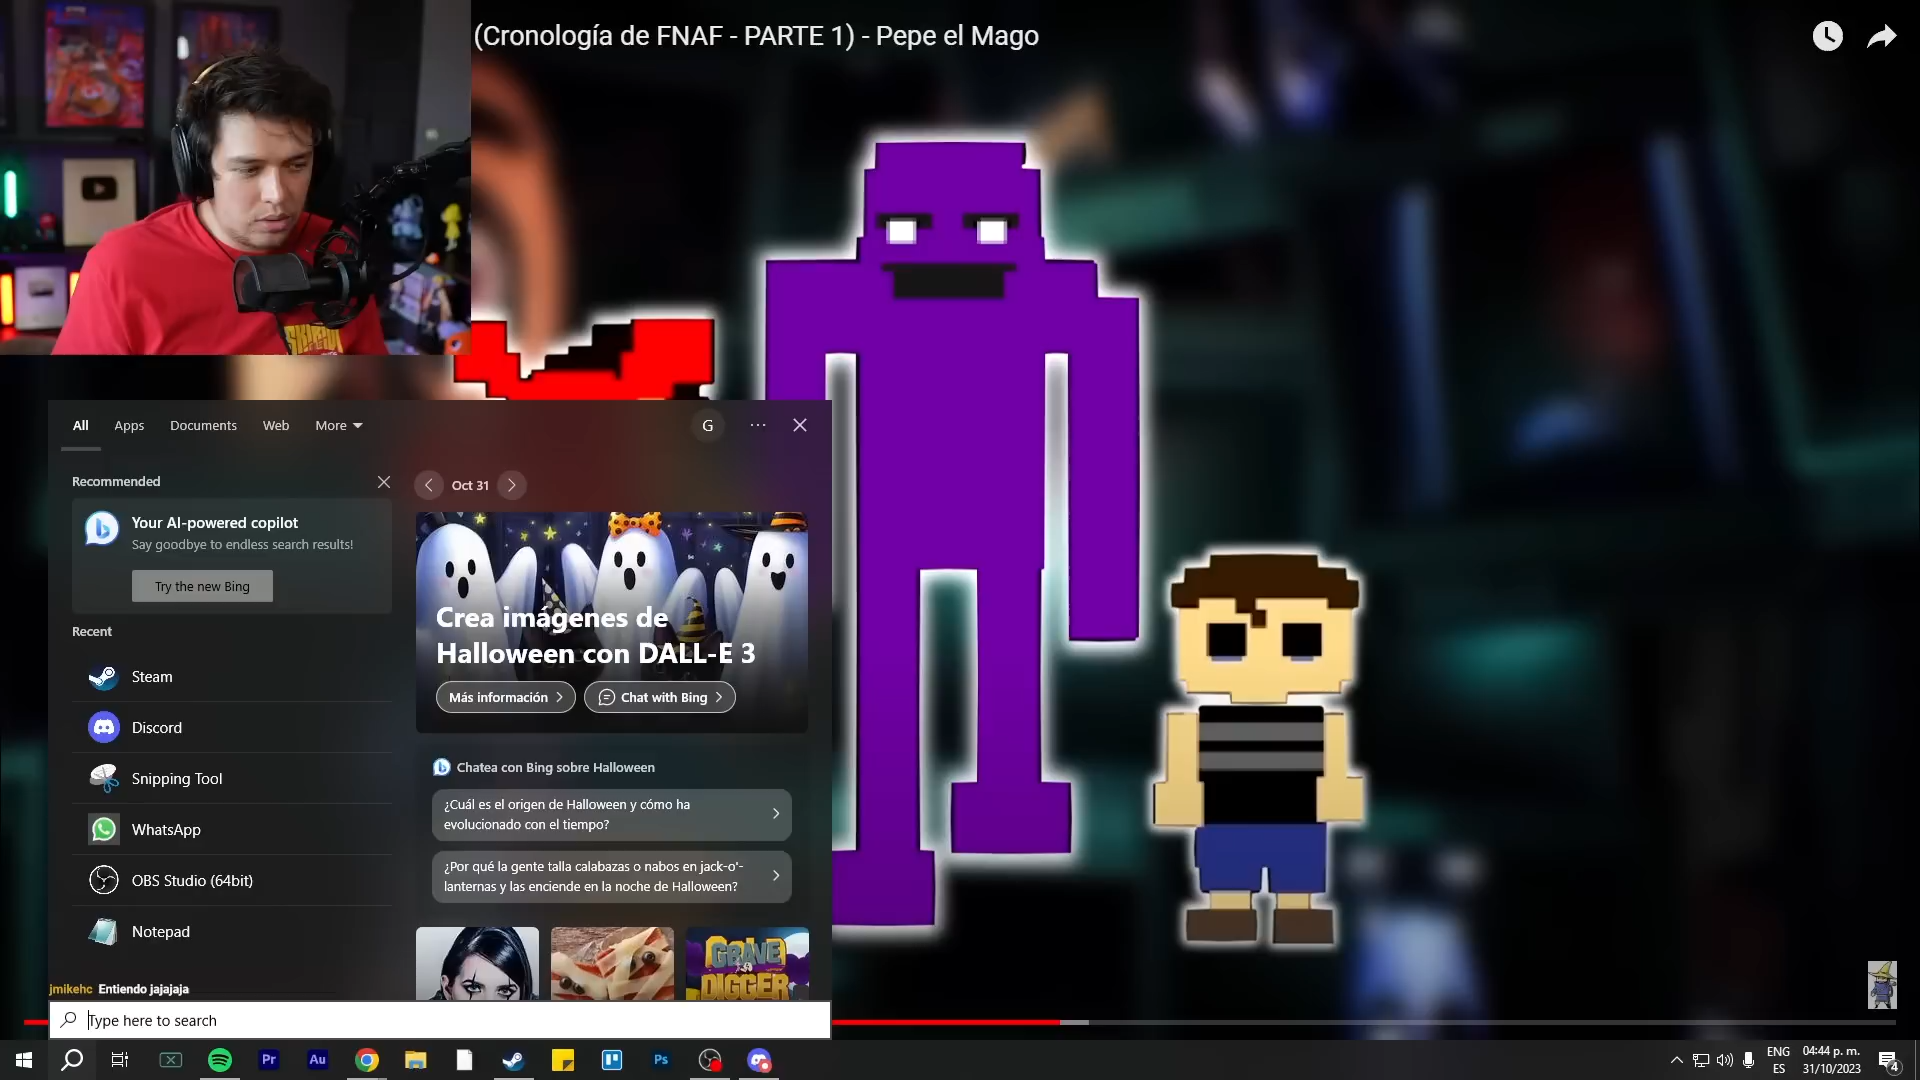 (Cronología de FNAF - PARTE 1) - Pepe el Mago
All
Apps
Documents
Web
More
G
Recommended
Oct 31
Your AI-powered copilot
Say goodbye to endless search results!
Try the new Bing
Crea imágenes de
Halloween con DALL-E 3
Más información
Chat with Bing
Recent
Steam
Discord
Snipping Tool
WhatsApp
OBS Studio (64bit)
Notepad
Chatea con Bing sobre Halloween
¿Cuál es el origen de Halloween y cómo ha
evolucionado con el tiempo?
¿Por qué la gente talla calabazas o nabos en jack-o'-
lanternas y las enciende en la noche de Halloween?
GRAVE
DIGGER
jmikehc Entiendo jajajaja
Type here to search
Pr
Au
Ps
ENG
ES
04:44 p. m.
31/10/2023
4